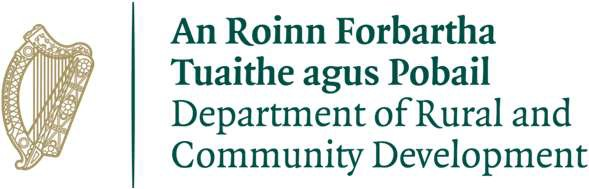 An Roinn Forbartha
Tuaithe agus Pobail
Department of Rural and
Community Development